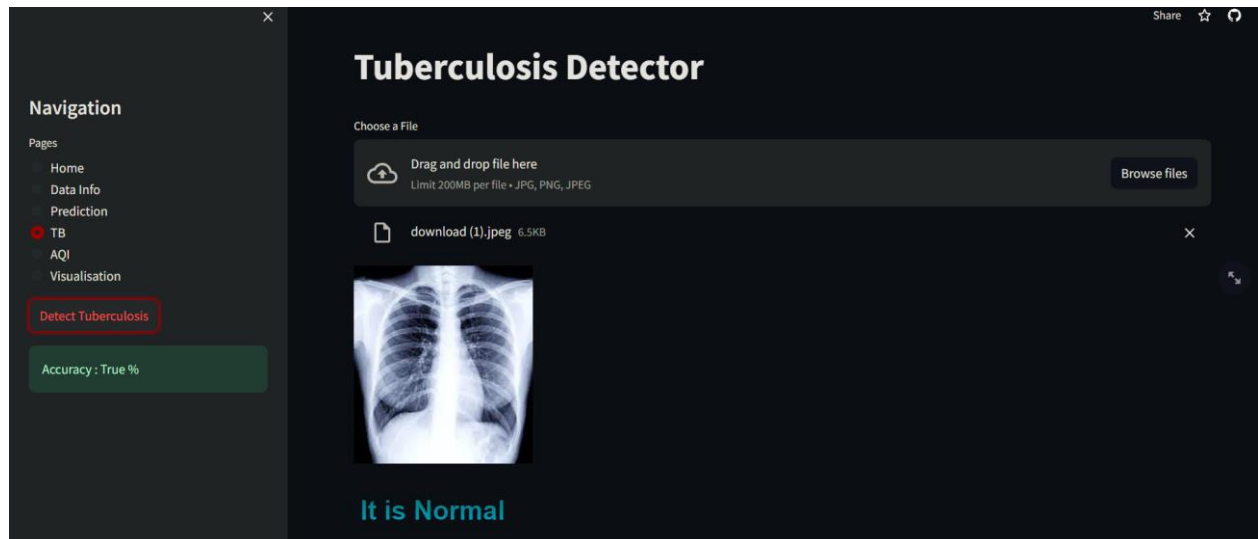 Share
Tuberculosis Detector
Navigation
Choose a File
Pages
Drag and drop file here
Limit 200MB per file • JPG, PNG, JPEG
Browse files
Home
Data Info
Prediction
TB
AQI
Visualisation
download (1).jpeg 6.5KB
Detect Tuberculosis
Accuracy : True %
It is Normal